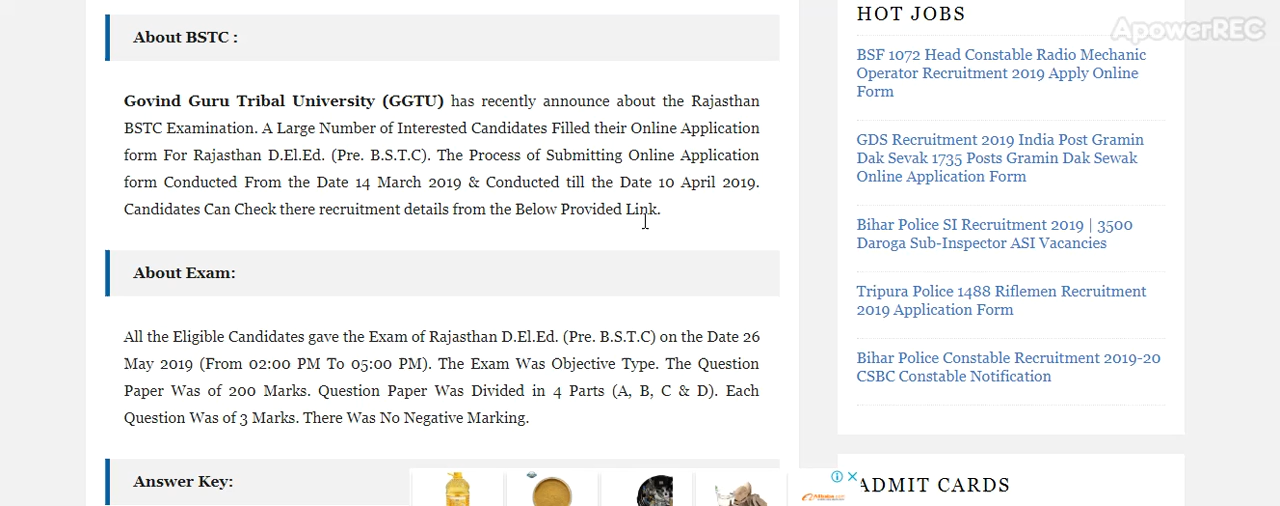 About BSTC :
Govind Guru Tribal University (GGTU) has recently announce about the Rajasthan
BSTC Examination. A Large Number of Interested Candidates Filled their Online Application
form For Rajasthan D.El.Ed. (Pre. B.S.T.C). The Process of Submitting Online Application
form Conducted From the Date 14 March 2019 & Conducted till the Date 10 April 2019.
Candidates Can Check there recruitment details from the Below Provided Link.
About Exam:
All the Eligible Candidates gave the Exam of Rajasthan D.El.Ed. (Pre. B.S.T.C) on the Date 26
May 2019 (From 02:00 PM To 05:00 PM). The Exam Was Objective Type. The Question
Paper Was of 200 Marks. Question Paper Was Divided in 4 Parts (A, B, C & D). Each
Question Was of 3 Marks. There Was No Negative Marking.
Answer Key:
HOT JOBS
ApowerREC
BSF 1072 Head Constable Radio Mechanic
Operator Recruitment 2019 Apply Online
Form
GDS Recruitment 2019 India Post Gramin
Dak Sevak 1735 Posts Gramin Dak Sewak
Online Application Form
Bihar Police SI Recruitment 2019 | 3500
Daroga Sub-Inspector ASI Vacancies
Tripura Police 1488 Riflemen Recruitment
2019 Application Form
Bihar Police Constable Recruitment 2019-20
CSBC Constable Notification
ADMIT CARDS